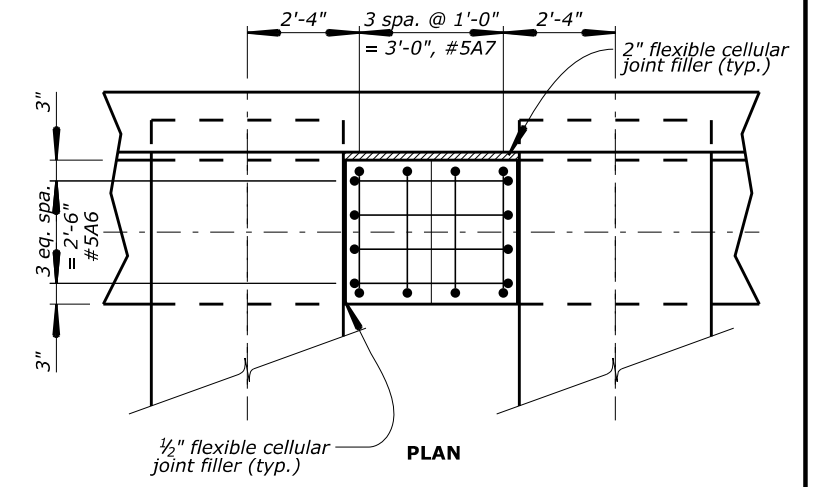 2'-4"
3 spa. @ 1'-0"
= 3'-0", #5A7
2'-4"
2" flexible cellular
joint filler (typ.)
3"
3 eq. spa.
= 2'-6"
#5A6
3"
½" flexible cellular
joint filler (typ.)
PLAN